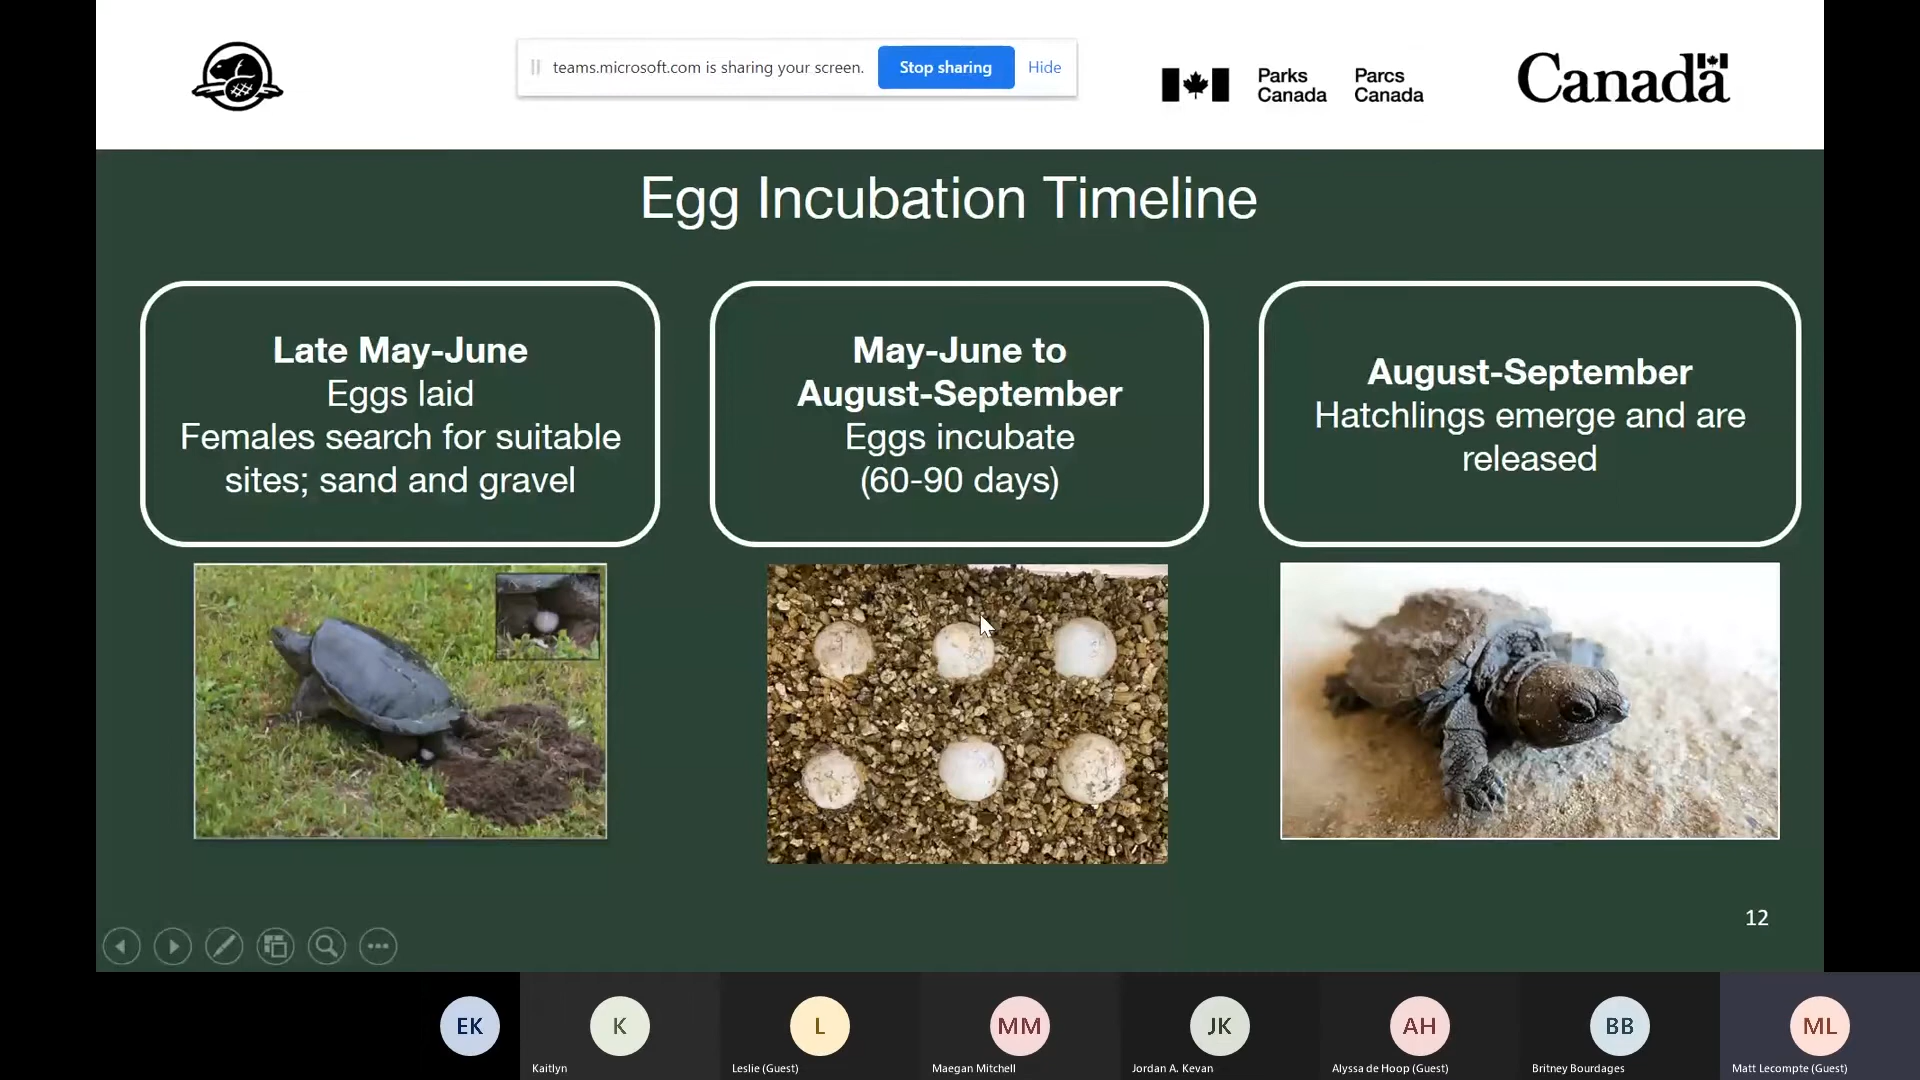 teams.microsoft.com is sharing your screen.
Stop sharing
Hide
Parks
Canada
Parcs
Canada
Canada
Egg Incubation Timeline
Late May-June
Eggs laid
Females search for suitable
sites; sand and gravel
May-June to
August-September
Eggs incubate
(60-90 days)
August-September
Hatchlings emerge and are
released
12
EK
K
L
MM
JK
AH
BB
ML
Kaitlyn
Leslie (Guest)
Maegan Mitchell
Jordan A. Kevan
Alyssa de Hoop (Guest)
Britney Bourdages
Matt Lecompte (Guest)